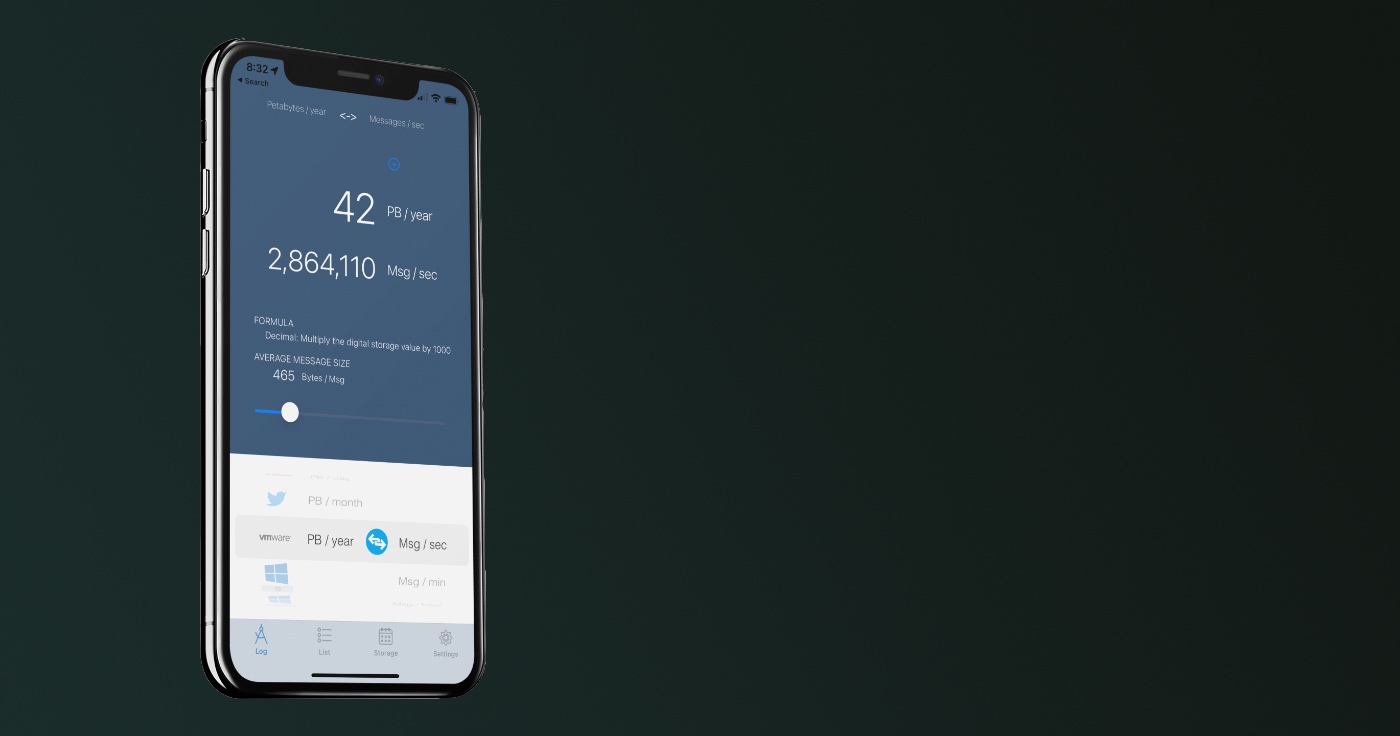 8:32
Search
Petabytes / year <-> Messages / sec
42 PB / year
2,864,110 Msg / sec
FORMULA
Decimal: Multiply the digital storage value by 1000
AVERAGE MESSAGE SIZE
465 Bytes / Msg
PB / month
vmware PB / year Msg / sec
Msg / min
Log List Storage Settings